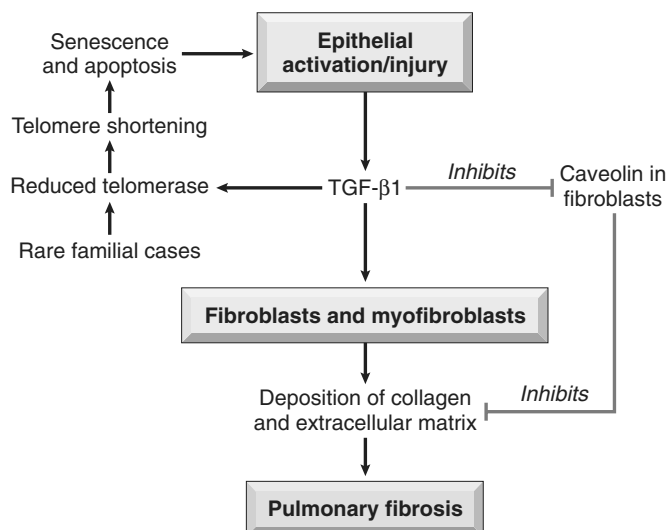 Senescence
and apoptosis
Epithelial
activation/injury
Telomere shortening
Reduced telomerase
TGF-β1
Inhibits
Caveolin in
fibroblasts
Rare familial cases
Fibroblasts and myofibroblasts
Deposition of collagen
and extracellular matrix
Inhibits
Pulmonary fibrosis